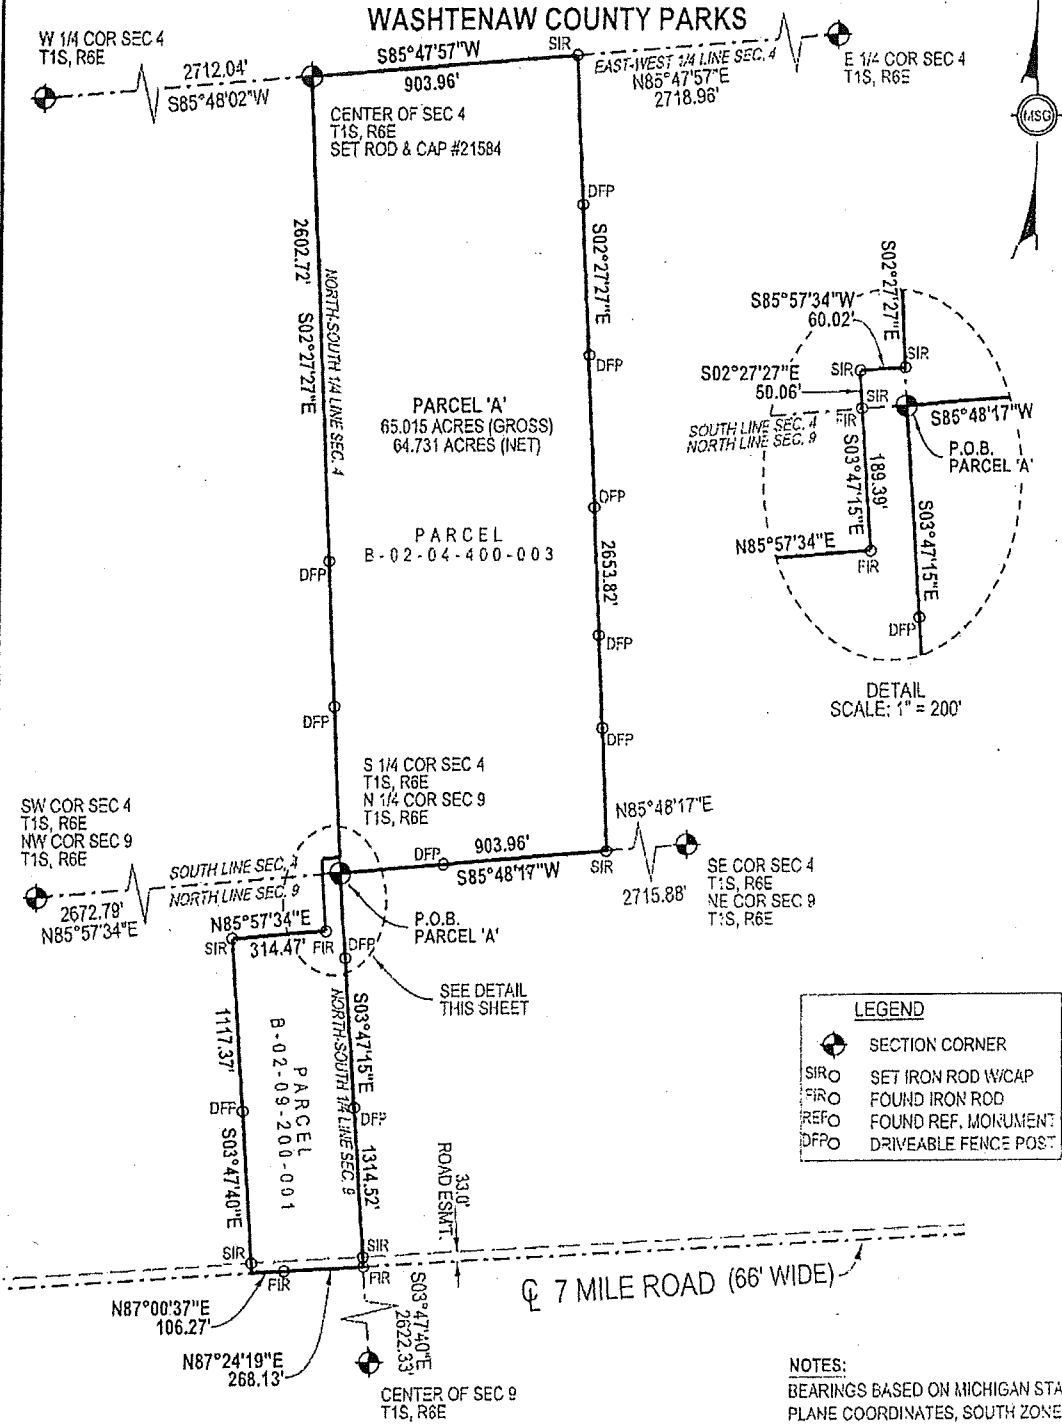 WASHTENAW COUNTY PARKS
W 1/4 COR SEC 4
T1S, R6E
2712.04'
S85°48'02"W
S85°47'57"W
903.96'
SIR
EAST-WEST 1/4 LINE SEC. 4
N85°47'57"E
2718.96'
E 1/4 COR SEC 4
T1S, R6E
MSG
CENTER OF SEC 4
T1S, R6E
SET ROD & CAP #21584
DFP
2602.72'
S02°27'27"E
NORTH-SOUTH 1/4 LINE SEC. 4
S02°27'27"E
DFP
PARCEL 'A'
65.015 ACRES (GROSS)
64.731 ACRES (NET)
DFP
PARCEL
B-02-04-400-003
2653.82'
DFP
DFP
DFP
DFP
S02°27'27"E
S85°57'34"W
60.02'
SIR
SIR
S02°27'27"E
50.06'
SIR
FIR
SOUTH LINE SEC. 4
NORTH LINE SEC. 9
S85°48'17"W
P.O.B.
PARCEL 'A'
189.39'
S03°47'15"E
S03°47'15"E
N85°57'34"E
FIR
DFP
DETAIL
SCALE: 1" = 200'
S 1/4 COR SEC 4
T1S, R6E
N 1/4 COR SEC 9
T1S, R6E
SW COR SEC 4
T1S, R6E
NW COR SEC 9
T1S, R6E
N85°48'17"E
DFP
903.96'
S85°48'17"W
SIR
2715.88'
SE COR SEC 4
T1S, R6E
NE COR SEC 9
T1S, R6E
SOUTH LINE SEC. 4
NORTH LINE SEC. 9
2672.79'
N85°57'34"E
N85°57'34"E
SIR
314.47'
FIR
DFP
P.O.B.
PARCEL 'A'
SEE DETAIL
THIS SHEET
1117.37'
DFP
S03°47'40"E
PARCEL
B-02-09-200-001
NORTH-SOUTH 1/4 LINE SEC. 9
S03°47'15"E
DFP
1314.52'
33.0'
ROAD ESMT.
LEGEND
SECTION CORNER
SIR SET IRON ROD W/CAP
FIR FOUND IRON ROD
REF FOUND REF. MONUMENT
DFP DRIVEABLE FENCE POST
SIR
SIR
FIR
FIR
N87°00'37"E
106.27'
N87°24'19"E
268.13'
S03°47'40"E
2622.33'
℄ 7 MILE ROAD (66' WIDE)
CENTER OF SEC 9
T1S, R6E
NOTES:
BEARINGS BASED ON MICHIGAN STA
PLANE COORDINATES, SOUTH ZONE